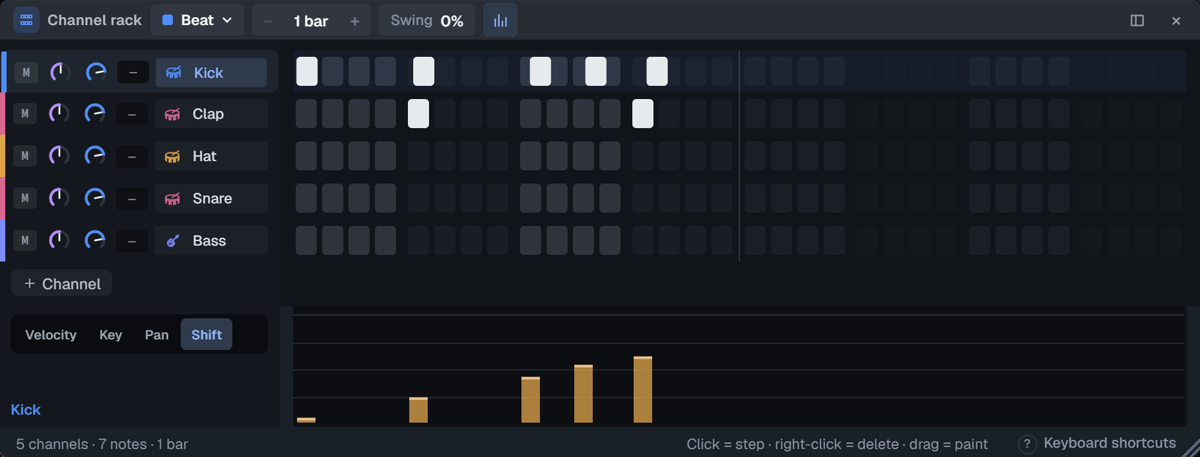 Channel rack Beat − 1 bar + Swing 0% ×
M – Kick
M – Clap
M – Hat
M – Snare
M – Bass
+ Channel
Velocity Key Pan Shift
Kick
5 channels · 7 notes · 1 bar Click = step · right-click = delete · drag = paint ? Keyboard shortcuts